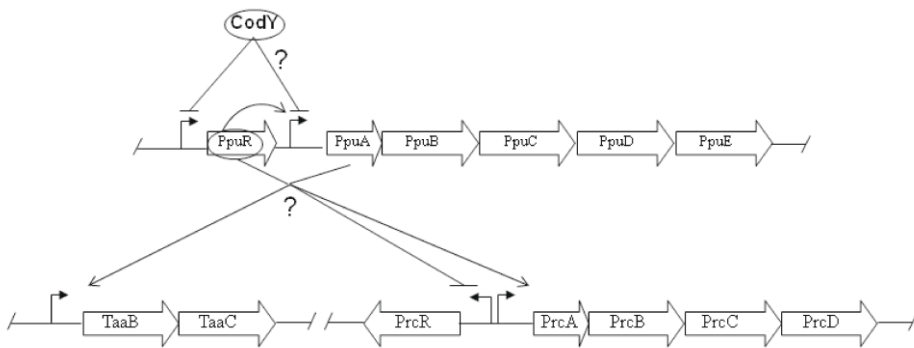 CodY
?
PpuR PpuA PpuB PpuC PpuD PpuE
?
TaaB TaaC PrcR PrcA PrcB PrcC PrcD